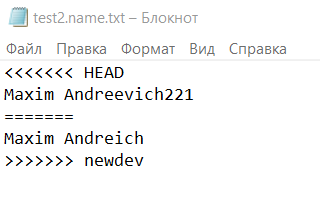 test2.name.txt – Блокнот
Файл Правка Формат Вид Справка
<<<<<<< HEAD
Maxim Andreevich221
=======
Maxim Andreich
>>>>>>> newdev